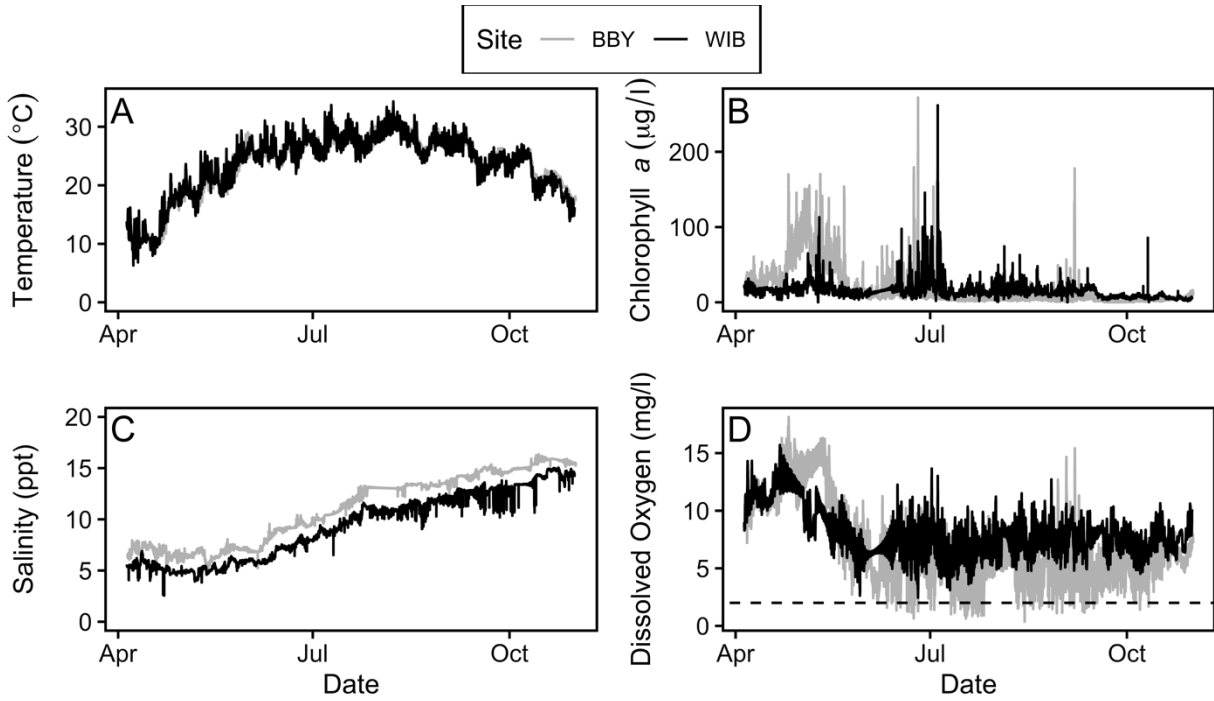 Site BBY WIB
A
Temperature (°C)
30
20
10
0
Apr Jul Oct
B
Chlorophyll a (μg/l)
200
100
0
Apr Jul Oct
C
Salinity (ppt)
20
15
10
5
0
Apr Jul Oct
Date
D
Dissolved Oxygen (mg/l)
15
10
5
0
Apr Jul Oct
Date